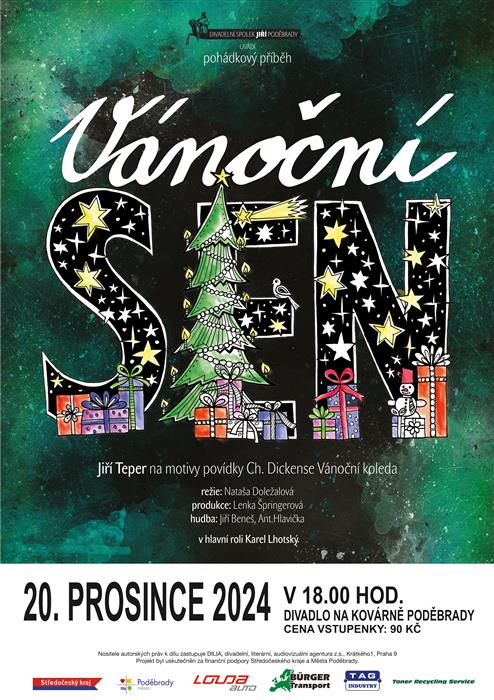 DIVADELNÍ SPOLEK JIŘÍ PODĚBRADY
UVÁDÍ
pohádkový příběh
Vánoční
SEN
Jiří Teper na motivy povídky Ch. Dickense Vánoční koleda
režie: Nataša Doležalová
produkce: Lenka Špringerová
hudba: Jiří Beneš, Ant.Hlavička
v hlavní roli Karel Lhotský.
20. PROSINCE 2024
V 18.00 HOD.
DIVADLO NA KOVÁRNĚ PODĚBRADY
CENA VSTUPENKY: 90 KČ
Nositele autorských práv k dílu zastupuje DILIA, divadelní, literární, audiovizuální agentura z.s., Krátkého1, Praha 9
Projekt byl uskutečněn za finanční podpory Středočeského kraje a Města Poděbrady.
Středočeský kraj
Poděbrady
město
LOUDA
auto
BÜRGER
Transport
TAG
INDUSTRY
Toner Recycling Service